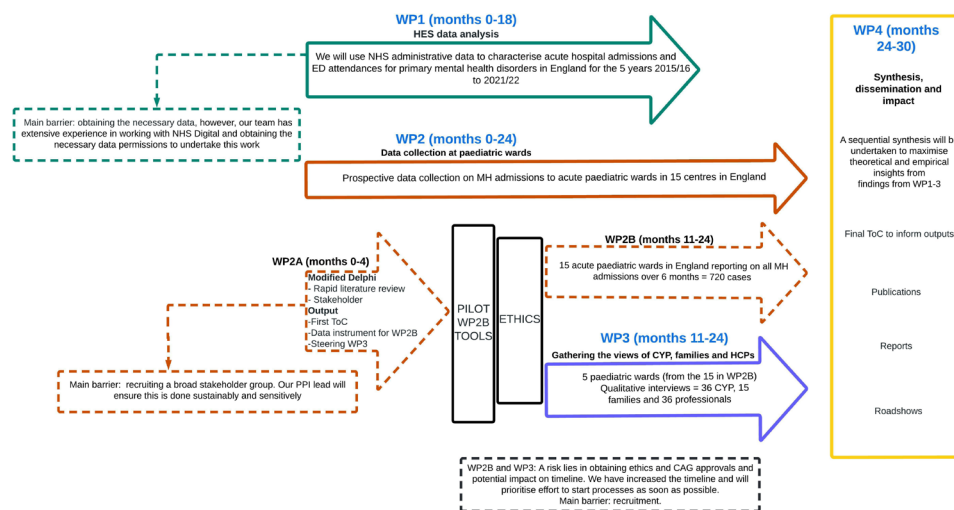 WP1 (months 0-18)
HES data analysis
We will use NHS administrative data to characterise acute hospital admissions and
ED attendances for primary mental health disorders in England for the 5 years 2015/16
to 2021/22
Main barrier: obtaining the necessary data, however, our team has
extensive experience in working with NHS Digital and obtaining the
necessary data permissions to undertake this work
WP2 (months 0-24)
Data collection at paediatric wards
Prospective data collection on MH admissions to acute paediatric wards in 15 centres in England
WP2A (months 0-4)
Modified Delphi
- Rapid literature review
- Stakeholder
Output
-First ToC
-Data instrument for WP2B
-Steering WP3
Main barrier: recruiting a broad stakeholder group. Our PPI lead will
ensure this is done sustainably and sensitively
PILOT
WP2B
TOOLS
ETHICS
WP2B (months 11-24)
15 acute paediatric wards in England reporting on all MH
admissions over 6 months = 720 cases
WP3 (months 11-24)
Gathering the views of CYP, families and HCPs
5 paediatric wards (from the 15 in WP2B)
Qualitative interviews = 36 CYP, 15
families and 36 professionals
WP2B and WP3: A risk lies in obtaining ethics and CAG approvals and
potential impact on timeline. We have increased the timeline and will
prioritise effort to start processes as soon as possible.
Main barrier: recruitment.
WP4 (months
24-30)
Synthesis,
dissemination and
impact
A sequential synthesis will b
undertaken to maximise
theoretical and empirical
insights from
findings from WP1-3
Final ToC to inform outputs
Publications
Reports
Roadshows